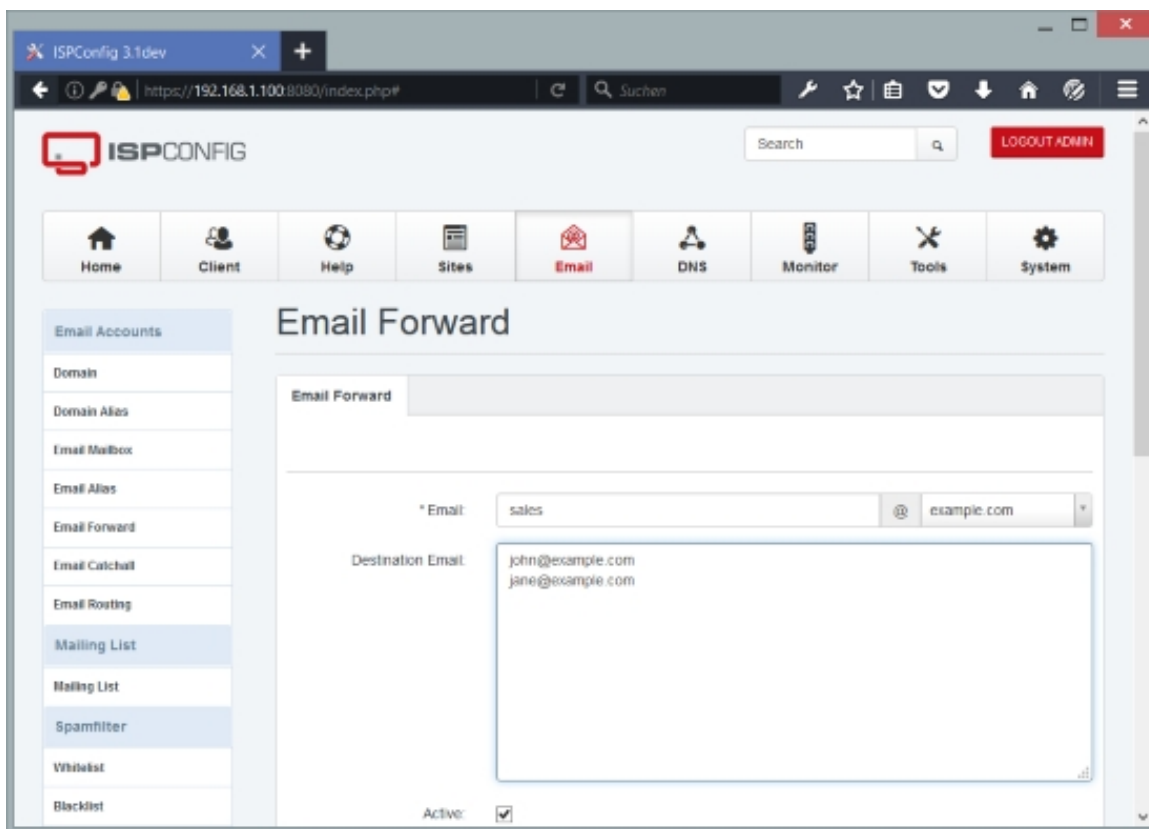 ISPConfig 3.1dev
https://192.168.1.100:8080/index.php#
Suchen
ISPCONFIG
Search
LOGOUT ADMIN
Home
Client
Help
Sites
Email
DNS
Monitor
Tools
System
Email Accounts
Domain
Domain Alias
Email Mailbox
Email Alias
Email Forward
Email Catchall
Email Routing
Mailing List
Mailing List
Spamfilter
Whitelist
Blacklist
Email Forward
Email Forward
* Email:
sales
@
example.com
Destination Email:
john@example.com
jane@example.com
Active: